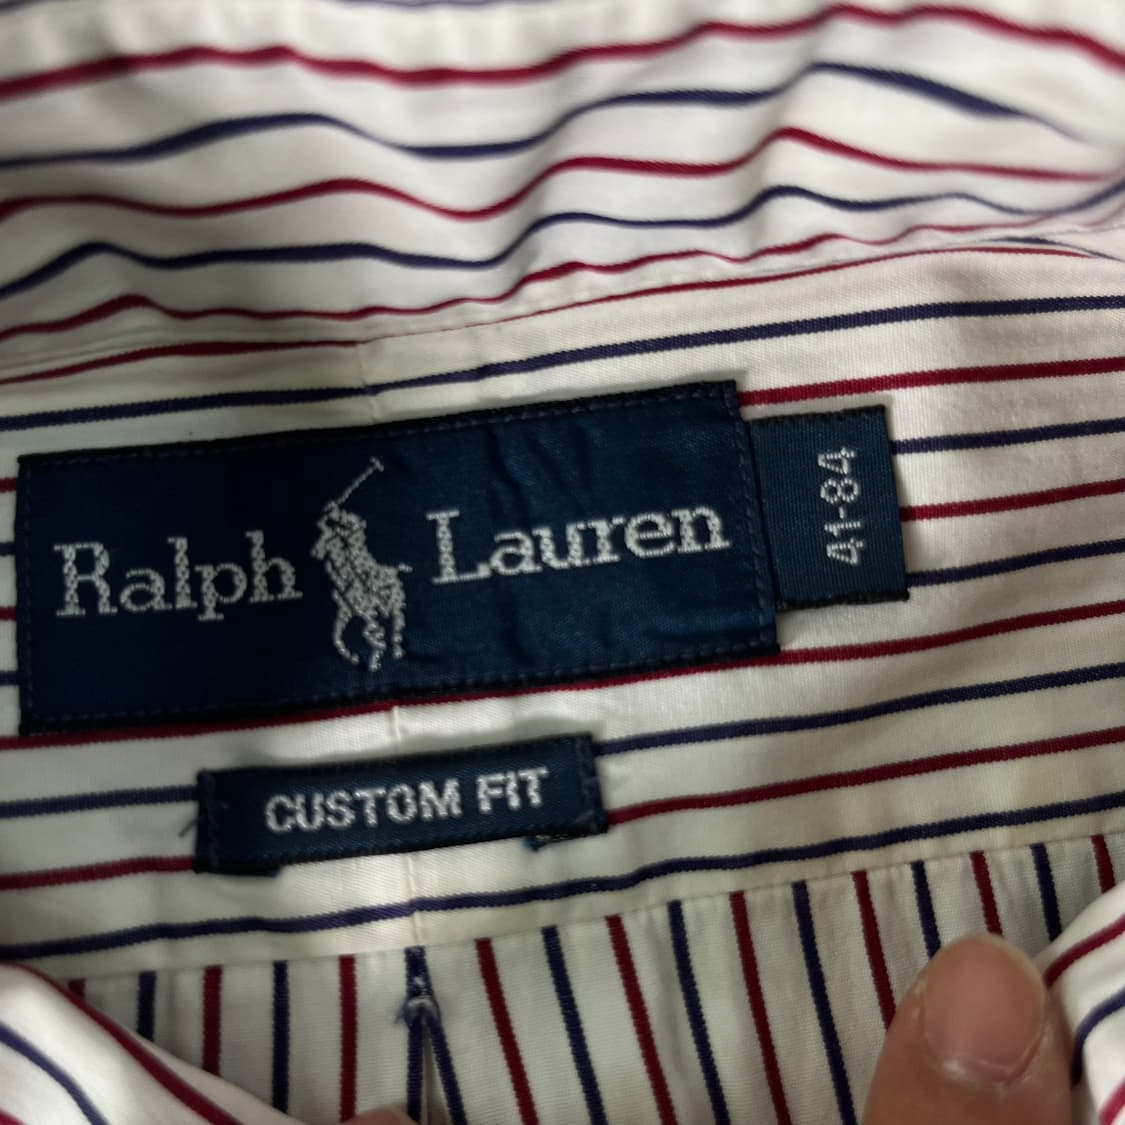 Ralph Lauren
41-84
CUSTOM FIT